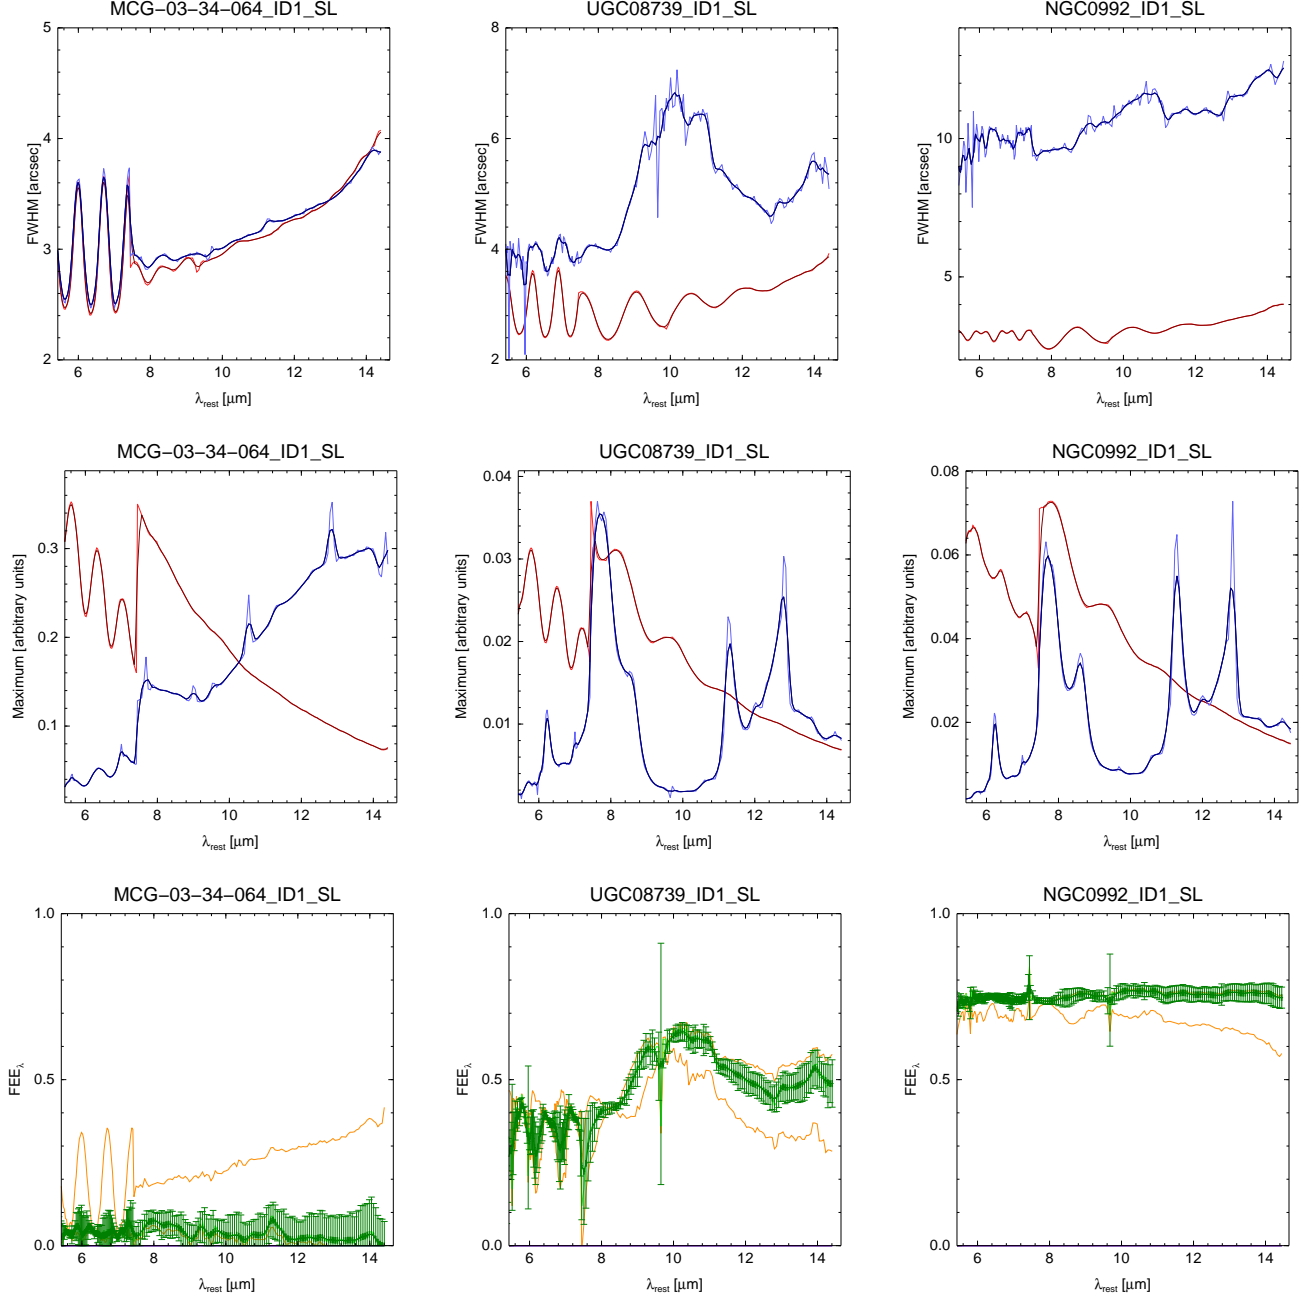 MCG−03−34−064_ID1_SL
UGC08739_ID1_SL
NGC0992_ID1_SL
5
4
3
2
FWHM [arcsec]
6 8 10 12 14
λrest [μm]
8
6
4
2
FWHM [arcsec]
6 8 10 12 14
λrest [μm]
10
5
FWHM [arcsec]
6 8 10 12 14
λrest [μm]
MCG−03−34−064_ID1_SL
UGC08739_ID1_SL
NGC0992_ID1_SL
0.3
0.2
0.1
Maximum [arbitrary units]
6 8 10 12 14
λrest [μm]
0.04
0.03
0.02
0.01
Maximum [arbitrary units]
6 8 10 12 14
λrest [μm]
0.08
0.06
0.04
0.02
Maximum [arbitrary units]
6 8 10 12 14
λrest [μm]
MCG−03−34−064_ID1_SL
UGC08739_ID1_SL
NGC0992_ID1_SL
1.0
0.5
0.0
FEEλ
6 8 10 12 14
λrest [μm]
1.0
0.5
0.0
FEEλ
6 8 10 12 14
λrest [μm]
1.0
0.5
0.0
FEEλ
6 8 10 12 14
λrest [μm]